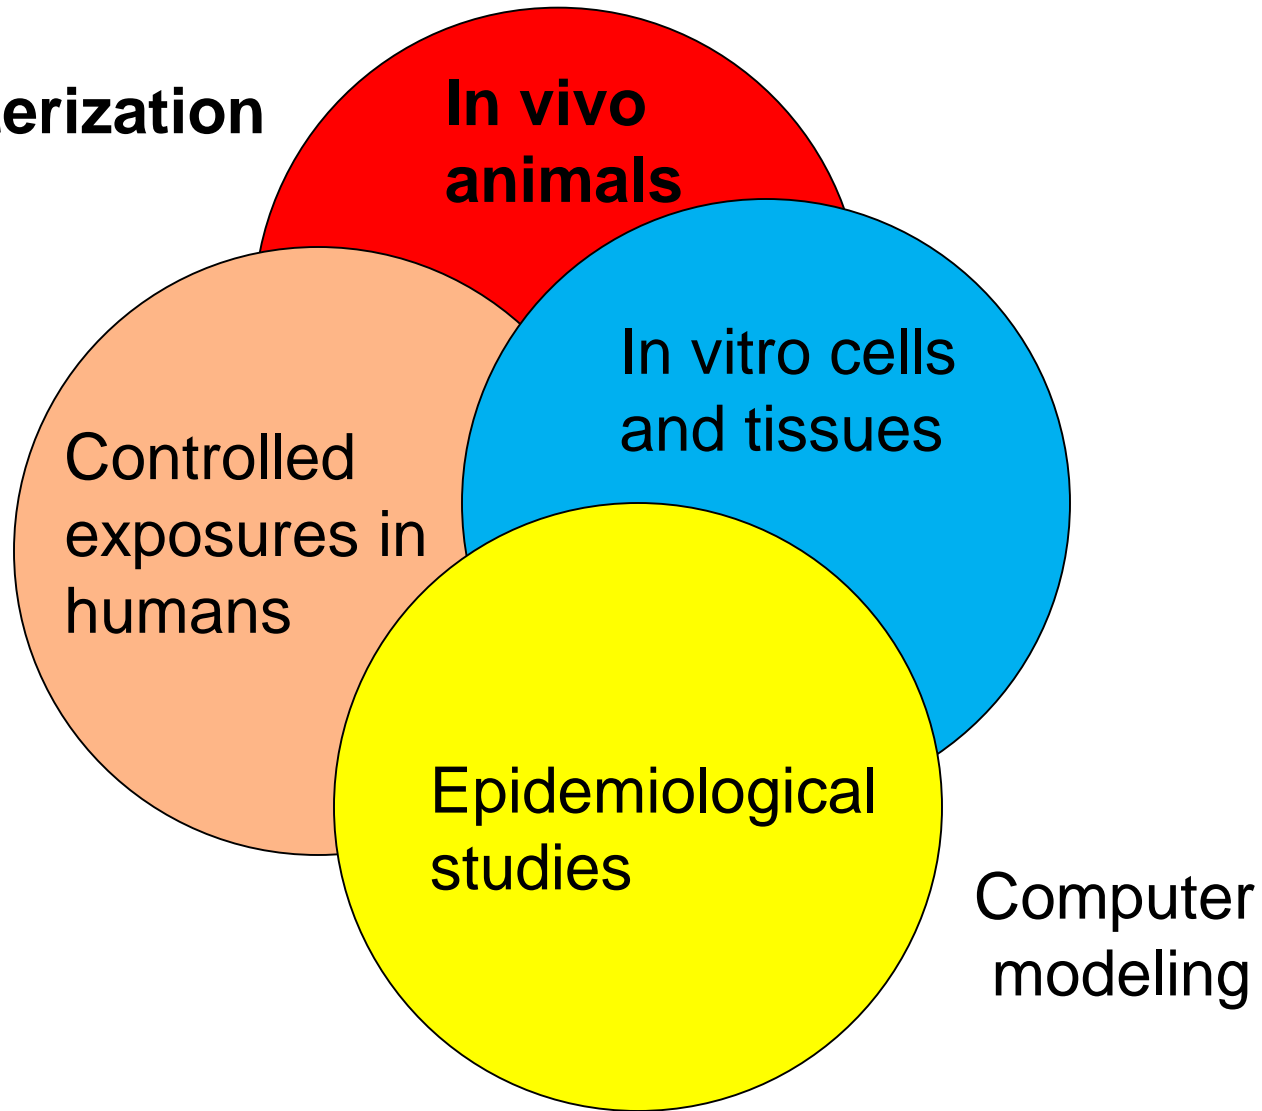 erization
In vivo
animals
In vitro cells
and tissues
Controlled
exposures in
humans
Epidemiological
studies
Computer
modeling